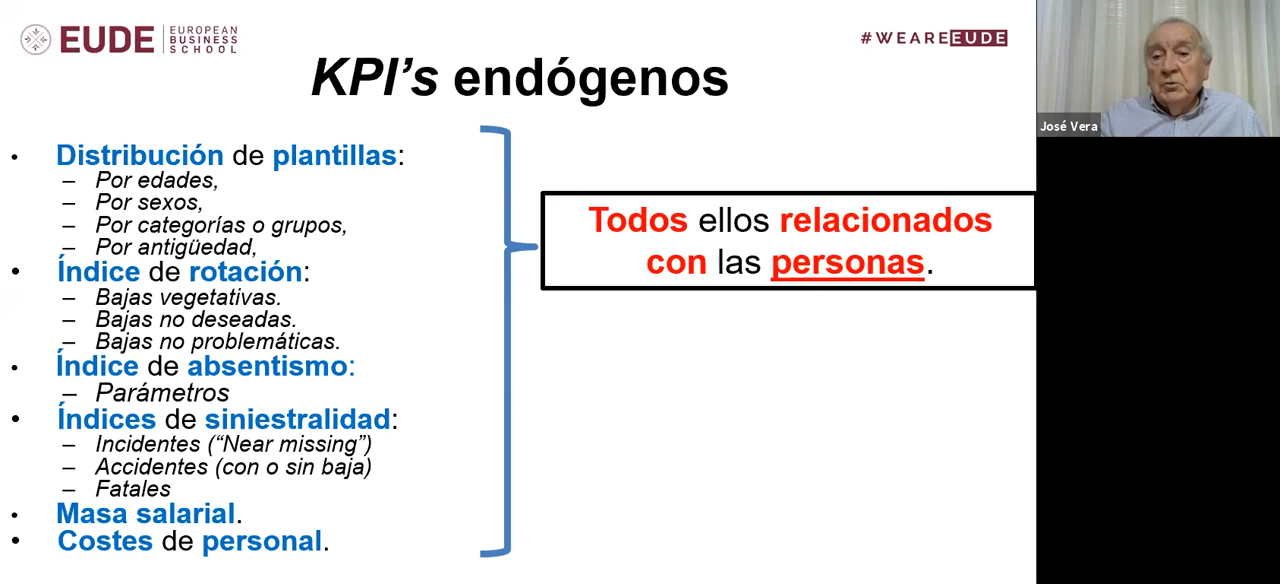 EUDE EUROPEAN BUSINESS SCHOOL
#WEAREEUDE
KPI’s endógenos
• Distribución de plantillas:
– Por edades,
– Por sexos,
– Por categorías o grupos,
– Por antigüedad,
• Índice de rotación:
– Bajas vegetativas.
– Bajas no deseadas.
– Bajas no problemáticas.
• Índice de absentismo:
– Parámetros
• Índices de siniestralidad:
– Incidentes (“Near missing”)
– Accidentes (con o sin baja)
– Fatales
• Masa salarial.
• Costes de personal.
Todos ellos relacionados
con las personas.
José Vera